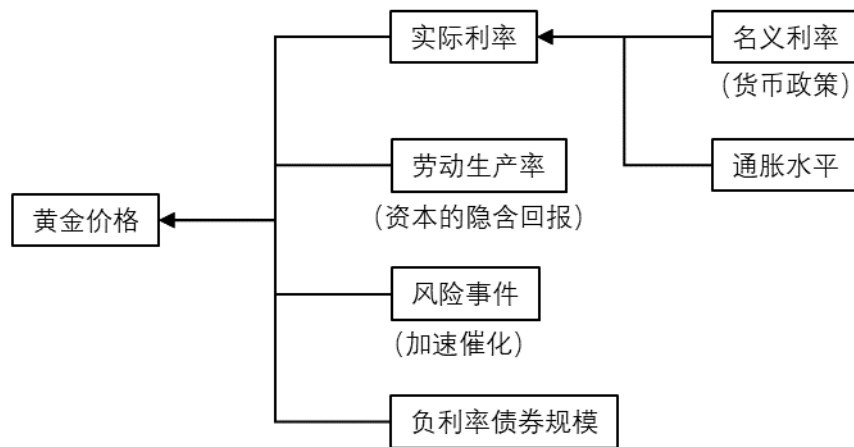 实际利率
名义利率
（货币政策）
劳动生产率
通胀水平
（资本的隐含回报）
黄金价格
风险事件
（加速催化）
负利率债券规模